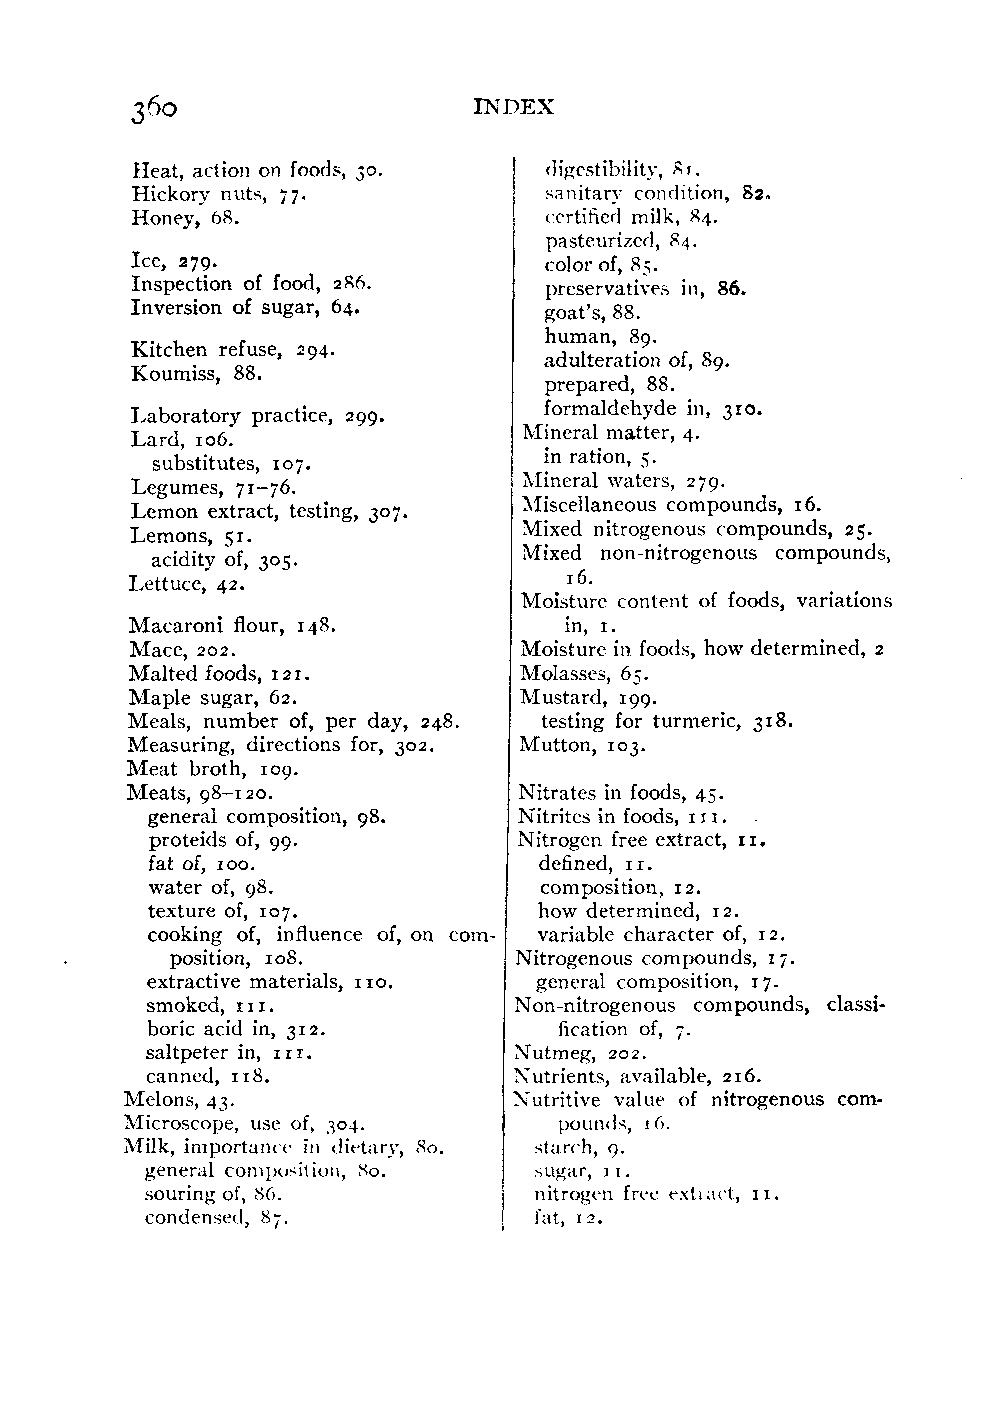 360 INDEX
Heat, action on foods, 30.
Hickory nuts, 77.
Honey, 68.
Ice, 279.
Inspection of food, 286.
Inversion of sugar, 64.
Kitchen refuse, 294.
Koumiss, 88.
Laboratory practice, 299.
Lard, 106.
substitutes, 107.
Legumes, 71–76.
Lemon extract, testing, 307.
Lemons, 51.
acidity of, 305.
Lettuce, 42.
Macaroni flour, 148.
Mace, 202.
Malted foods, 121.
Maple sugar, 62.
Meals, number of, per day, 248.
Measuring, directions for, 302.
Meat broth, 109.
Meats, 98–120.
general composition, 98.
proteids of, 99.
fat of, 100.
water of, 98.
texture of, 107.
cooking of, influence of, on com-
position, 108.
extractive materials, 110.
smoked, 111.
boric acid in, 312.
saltpeter in, 111.
canned, 118.
Melons, 43.
Microscope, use of, 304.
Milk, importance in dietary, 80.
general composition, 80.
souring of, 86.
condensed, 87.
digestibility, 81.
sanitary condition, 82.
certified milk, 84.
pasteurized, 84.
color of, 85.
preservatives in, 86.
goat's, 88.
human, 89.
adulteration of, 89.
prepared, 88.
formaldehyde in, 310.
Mineral matter, 4.
in ration, 5.
Mineral waters, 279.
Miscellaneous compounds, 16.
Mixed nitrogenous compounds, 25.
Mixed non-nitrogenous compounds,
16.
Moisture content of foods, variations
in, 1.
Moisture in foods, how determined, 2
Molasses, 65.
Mustard, 199.
testing for turmeric, 318.
Mutton, 103.
Nitrates in foods, 45.
Nitrites in foods, 111.
Nitrogen free extract, 11.
defined, 11.
composition, 12.
how determined, 12.
variable character of, 12.
Nitrogenous compounds, 17.
general composition, 17.
Non-nitrogenous compounds, classi-
fication of, 7.
Nutmeg, 202.
Nutrients, available, 216.
Nutritive value of nitrogenous com-
pounds, 16.
starch, 9.
sugar, 11.
nitrogen free extract, 11.
fat, 12.